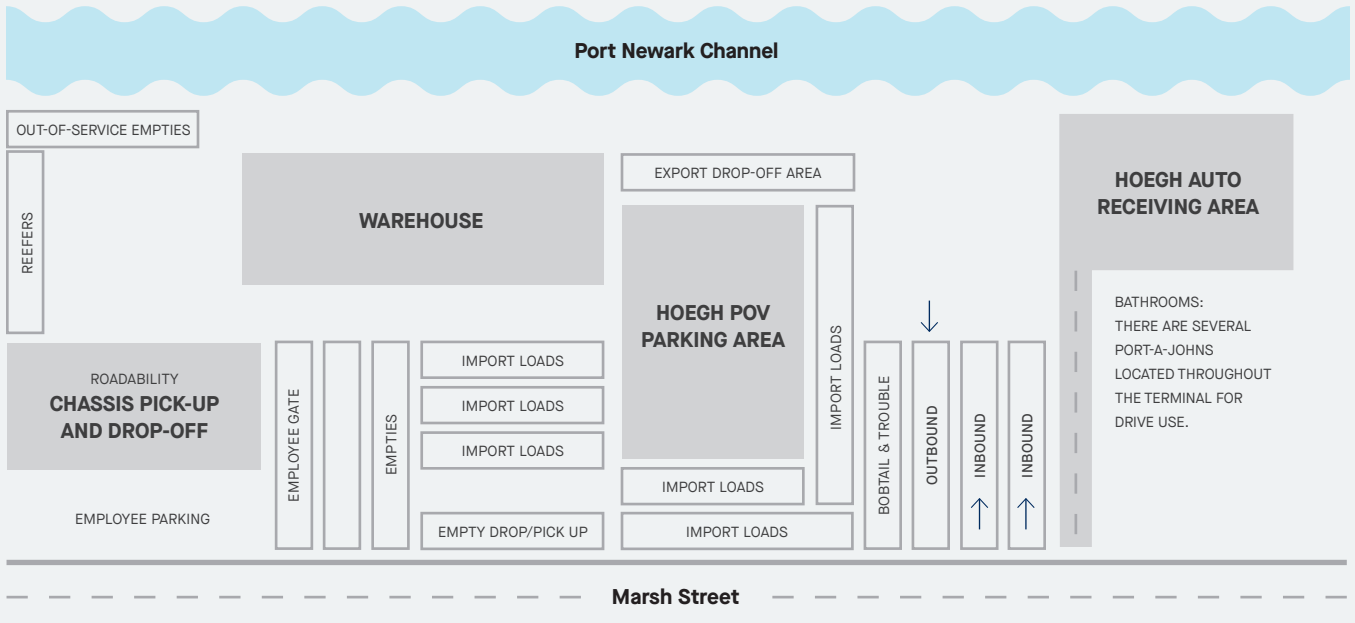 Port Newark Channel
OUT-OF-SERVICE EMPTIES
REEFERS
WAREHOUSE
EXPORT DROP-OFF AREA
HOEGH AUTO
RECEIVING AREA
HOEGH POV
PARKING AREA
IMPORT LOADS
BATHROOMS:
THERE ARE SEVERAL
PORT-A-JOHNS
LOCATED THROUGHOUT
THE TERMINAL FOR
DRIVE USE.
ROADABILITY
CHASSIS PICK-UP
AND DROP-OFF
EMPLOYEE GATE
EMPTIES
IMPORT LOADS
IMPORT LOADS
IMPORT LOADS
IMPORT LOADS
BOBTAIL & TROUBLE
OUTBOUND
INBOUND
INBOUND
EMPLOYEE PARKING
EMPTY DROP/PICK UP
IMPORT LOADS
Marsh Street